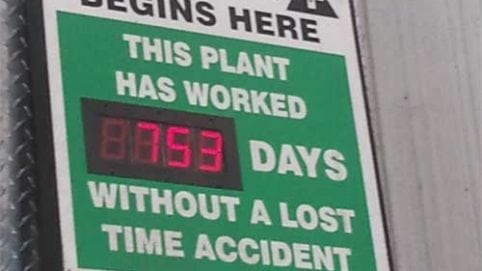 BEGINS HERE
THIS PLANT
HAS WORKED
753 DAYS
WITHOUT A LOST
TIME ACCIDENT